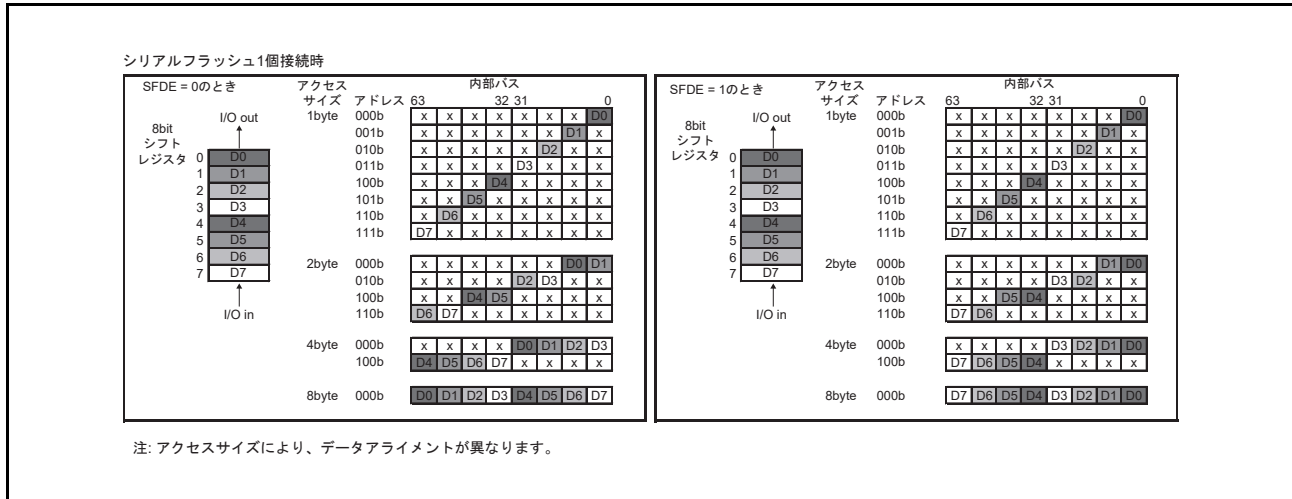 シリアルフラッシュ1個接続時
SFDE = 0のとき
アクセス
サイズ アドレス
内部バス
63 32 31 0
8bit
シフト
レジスタ
I/O out
0 D0
1 D1
2 D2
3 D3
4 D4
5 D5
6 D6
7 D7
I/O in
1byte 000b x x x x x x x D0
001b x x x x x x D1 x
010b x x x x x D2 x x
011b x x x x D3 x x x
100b x x x D4 x x x x
101b x x D5 x x x x x
110b x D6 x x x x x x
111b D7 x x x x x x x
2byte 000b x x x x x x D0 D1
010b x x x x D2 D3 x x
100b x x D4 D5 x x x x
110b D6 D7 x x x x x x
4byte 000b x x x x D0 D1 D2 D3
100b D4 D5 D6 D7 x x x x
8byte 000b D0 D1 D2 D3 D4 D5 D6 D7
SFDE = 1のとき
アクセス
サイズ アドレス
内部バス
63 32 31 0
8bit
シフト
レジスタ
I/O out
0 D0
1 D1
2 D2
3 D3
4 D4
5 D5
6 D6
7 D7
I/O in
1byte 000b x x x x x x x D0
001b x x x x x x D1 x
010b x x x x x D2 x x
011b x x x x D3 x x x
100b x x x D4 x x x x
101b x x D5 x x x x x
110b x D6 x x x x x x
111b D7 x x x x x x x
2byte 000b x x x x x x D1 D0
010b x x x x D3 D2 x x
100b x x D5 D4 x x x x
110b D7 D6 x x x x x x
4byte 000b x x x x D3 D2 D1 D0
100b D7 D6 D5 D4 x x x x
8byte 000b D7 D6 D5 D4 D3 D2 D1 D0
注: アクセスサイズにより、データアライメントが異なります。